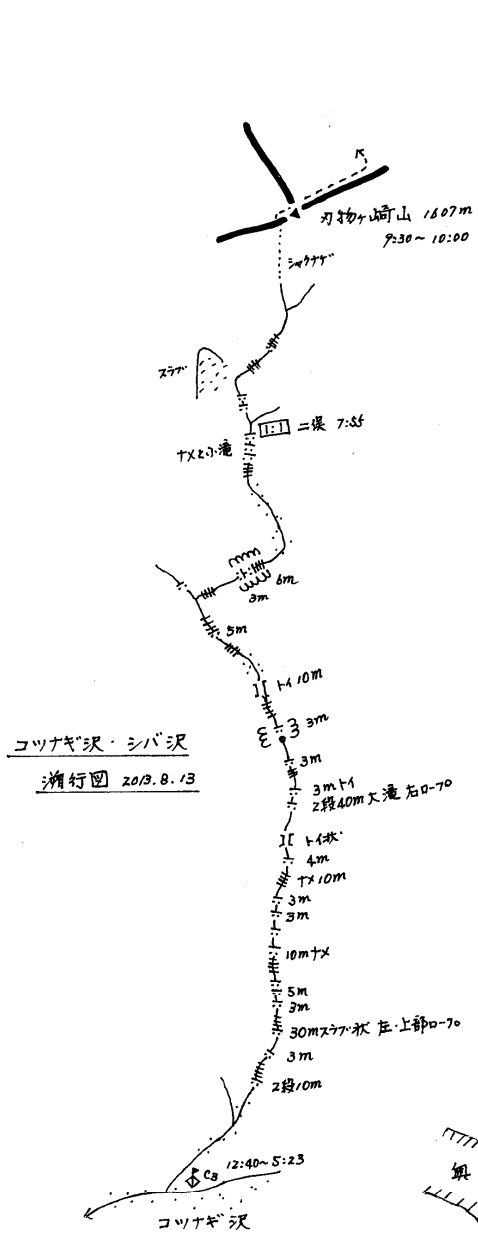 刃物ヶ崎山 1607m
9:30～10:00
シャクナゲ
スラブ
1:1 二俣 7:55
ナメと小滝
6m
3m
5m
トイ10m
3m
コツナギ沢・シバ沢
溯行図 2013.8.13
3m
3mトイ
2段40m大滝 右ロープ
トイ状
4m
ナメ10m
3m
3m
10mナメ
5m
3m
30mスラブ状 左・上部ロープ
3m
2段10m
C3 12:40～5:23
コツナギ沢
奥